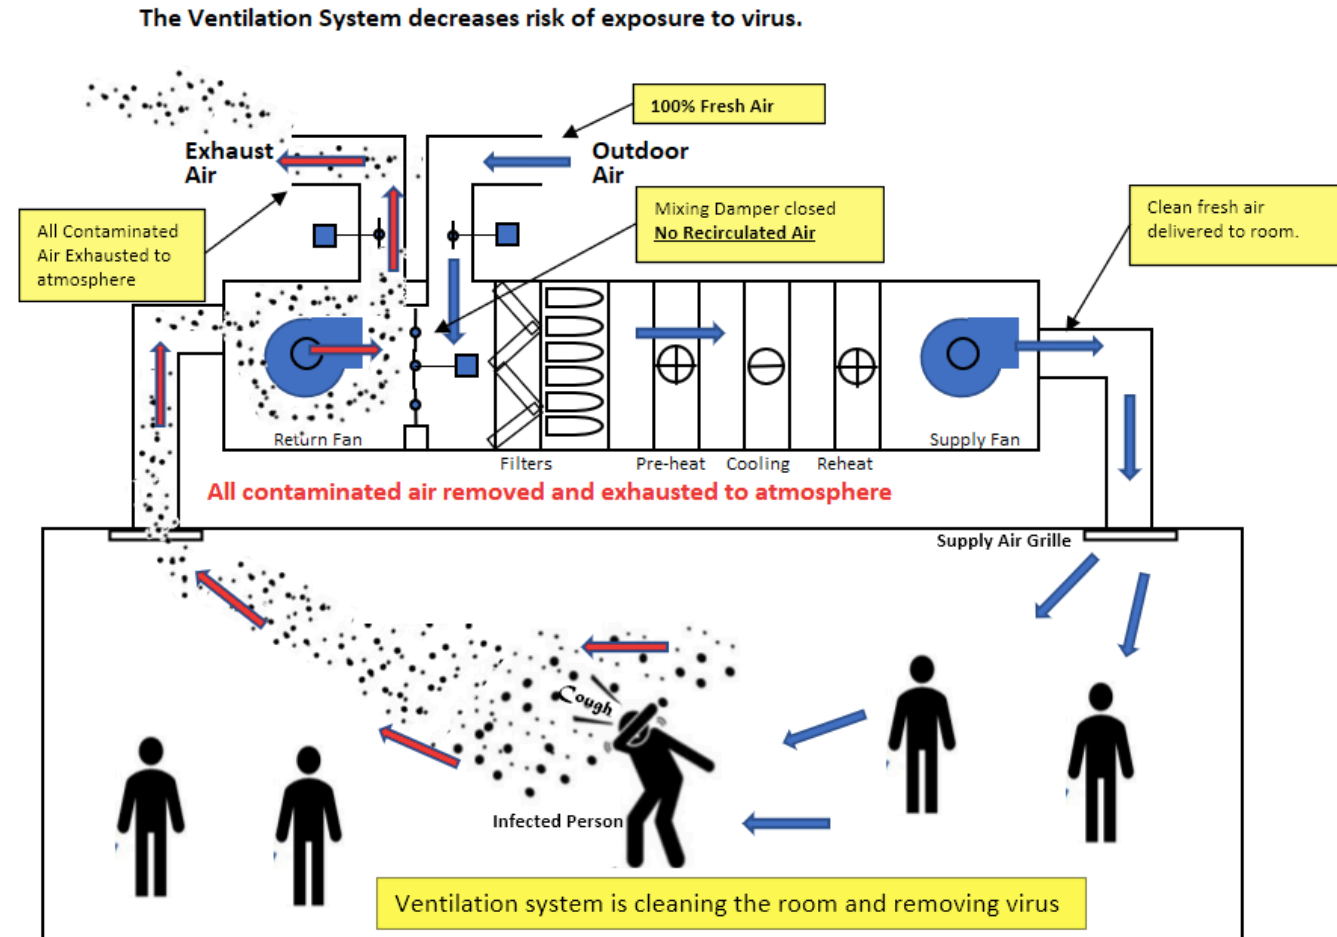 The Ventilation System decreases risk of exposure to virus.
100% Fresh Air
Exhaust
Air
Outdoor
Air
All Contaminated
Air Exhausted to
atmosphere
Mixing Damper closed
No Recirculated Air
Clean fresh air
delivered to room.
Return Fan
Supply Fan
Filters
Pre-heat
Cooling
Reheat
All contaminated air removed and exhausted to atmosphere
Supply Air Grille
Cough
Infected Person
Ventilation system is cleaning the room and removing virus